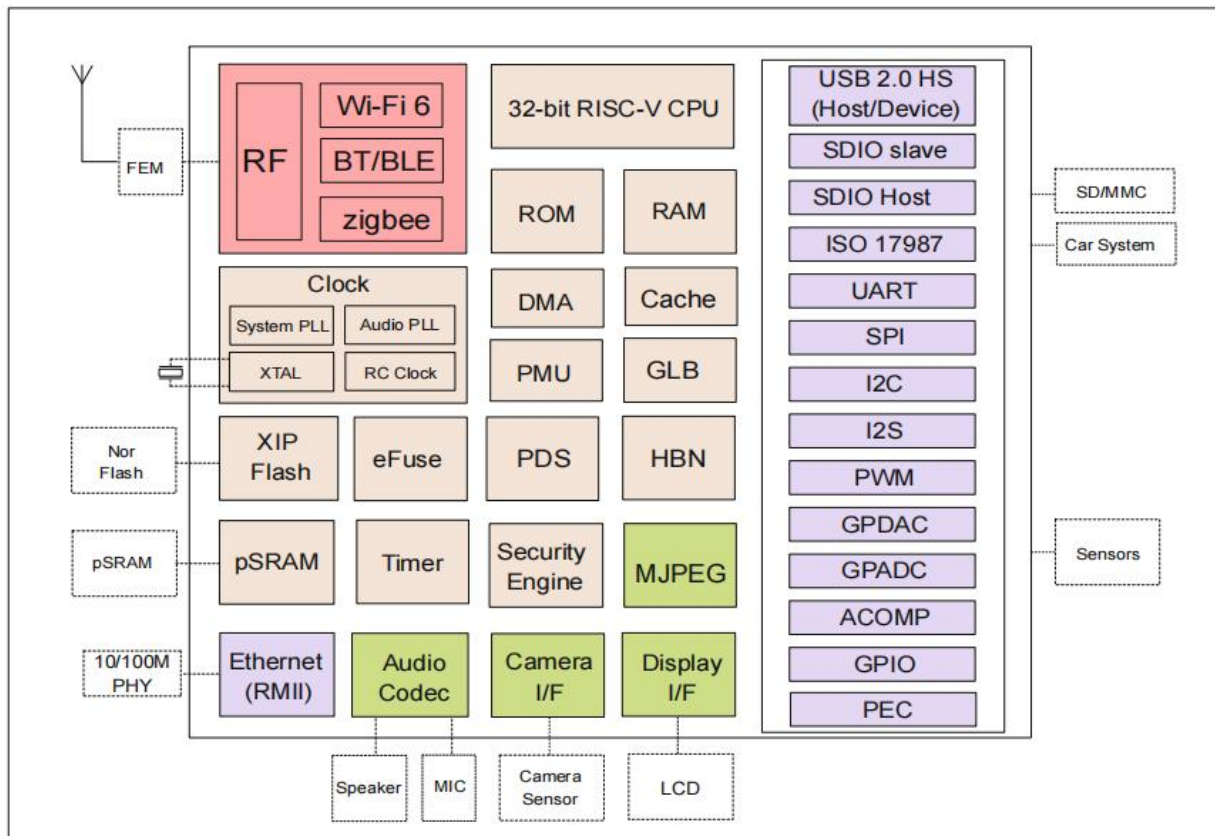 FEM
RF
Wi-Fi 6
BT/BLE
zigbee
32-bit RISC-V CPU
ROM
RAM
Clock
System PLL
Audio PLL
XTAL
RC Clock
DMA
Cache
PMU
GLB
Nor
Flash
XIP
Flash
eFuse
PDS
HBN
pSRAM
pSRAM
Timer
Security
Engine
MJPEG
10/100M
PHY
Ethernet
(RMII)
Audio
Codec
Camera
I/F
Display
I/F
Speaker
MIC
Camera
Sensor
LCD
USB 2.0 HS
(Host/Device)
SDIO slave
SDIO Host
ISO 17987
UART
SPI
I2C
I2S
PWM
GPDAC
GPADC
ACOMP
GPIO
PEC
SD/MMC
Car System
Sensors